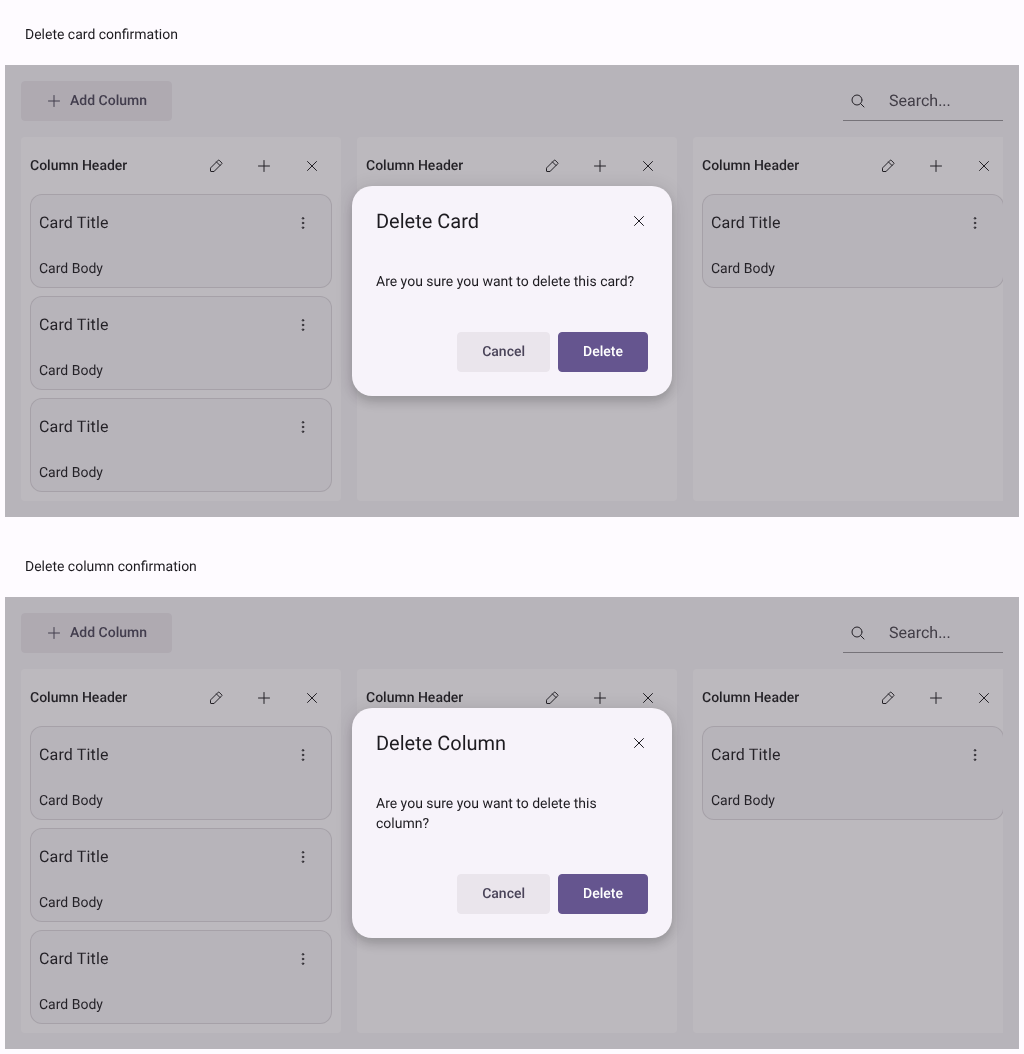 Delete card confirmation
Add Column
Search...
Column Header
Column Header
Column Header
Card Title
Card Body
Card Title
Card Body
Card Title
Card Body
Delete Card
Are you sure you want to delete this card?
Cancel
Delete
Card Title
Card Body
Delete column confirmation
Add Column
Search...
Column Header
Column Header
Column Header
Card Title
Card Body
Card Title
Card Body
Card Title
Card Body
Delete Column
Are you sure you want to delete this
column?
Cancel
Delete
Card Title
Card Body